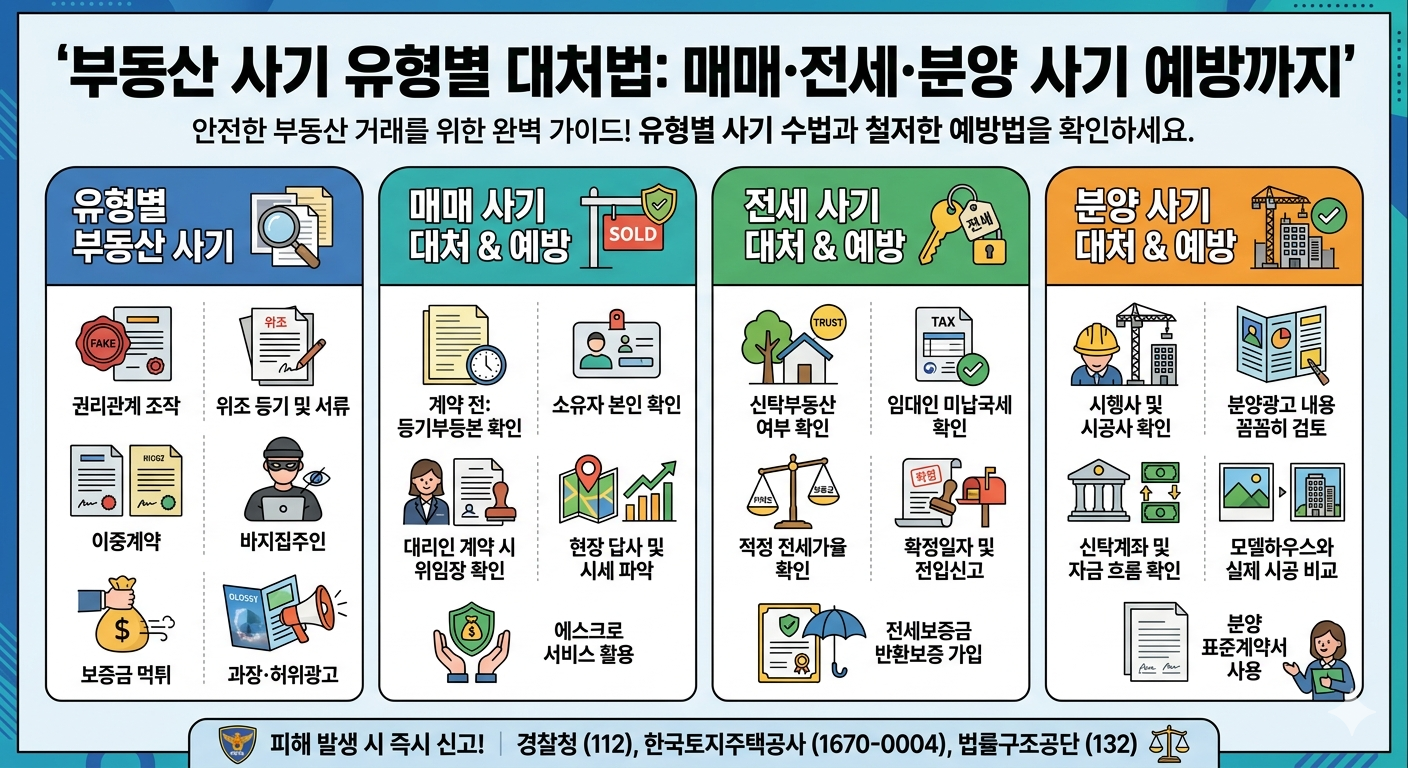 ‘부동산 사기 유형별 대처법: 매매·전세·분양 사기 예방까지’
안전한 부동산 거래를 위한 완벽 가이드! 유형별 사기 수법과 철저한 예방법을 확인하세요.
유형별
부동산 사기
FAKE
권리관계 조작
위조
위조 등기 및 서류
이중계약
바지집주인
$
보증금 먹튀
GLOSSY
과장·허위광고
매매 사기
대처 & 예방
SOLD
계약 전:
등기부등본 확인
소유자 본인 확인
대리인 계약 시
위임장 확인
현장 답사 및
시세 파악
$
에스크로
서비스 활용
전세 사기
대처 & 예방
전세
TRUST
신탁부동산
여부 확인
TAX
임대인 미납국세
확인
적정 전세가율
확인
확정일자 및
전입신고
전세보증금
반환보증 가입
분양 사기
대처 & 예방
시행사 및
시공사 확인
분양광고 내용
꼼꼼히 검토
신탁계좌 및
자금 흐름 확인
모델하우스와
실제 시공 비교
분양
표준계약서
사용
피해 발생 시 즉시 신고! | 경찰청 (112), 한국토지주택공사 (1670-0004), 법률구조공단 (132)